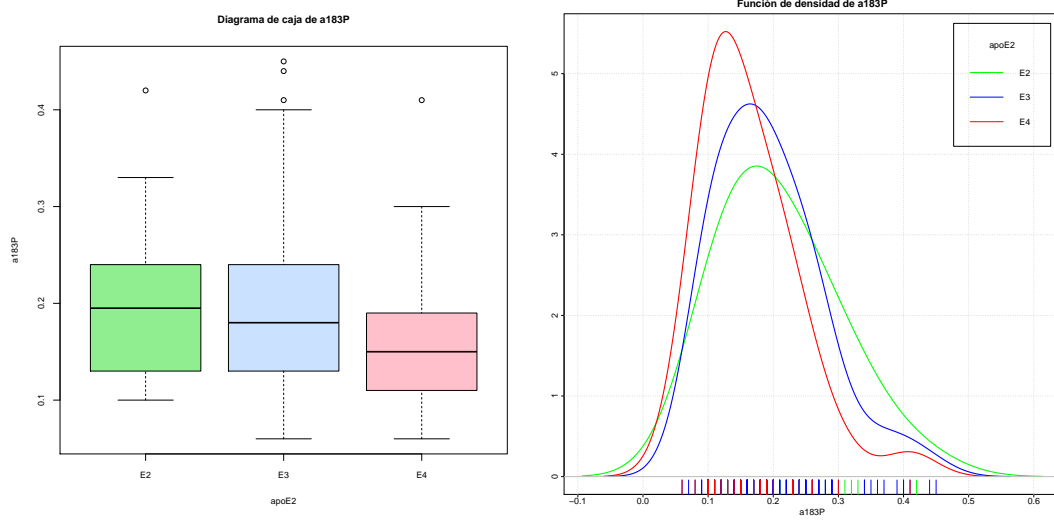 Diagrama de caja de a183P
a183P
0.4
0.3
0.2
0.1
E2
E3
E4
apoE2
Función de densidad de a183P
apoE2
E2
E3
E4
5
4
3
2
1
0
−0.1
0.0
0.1
0.2
0.3
0.4
0.5
0.6
a183P